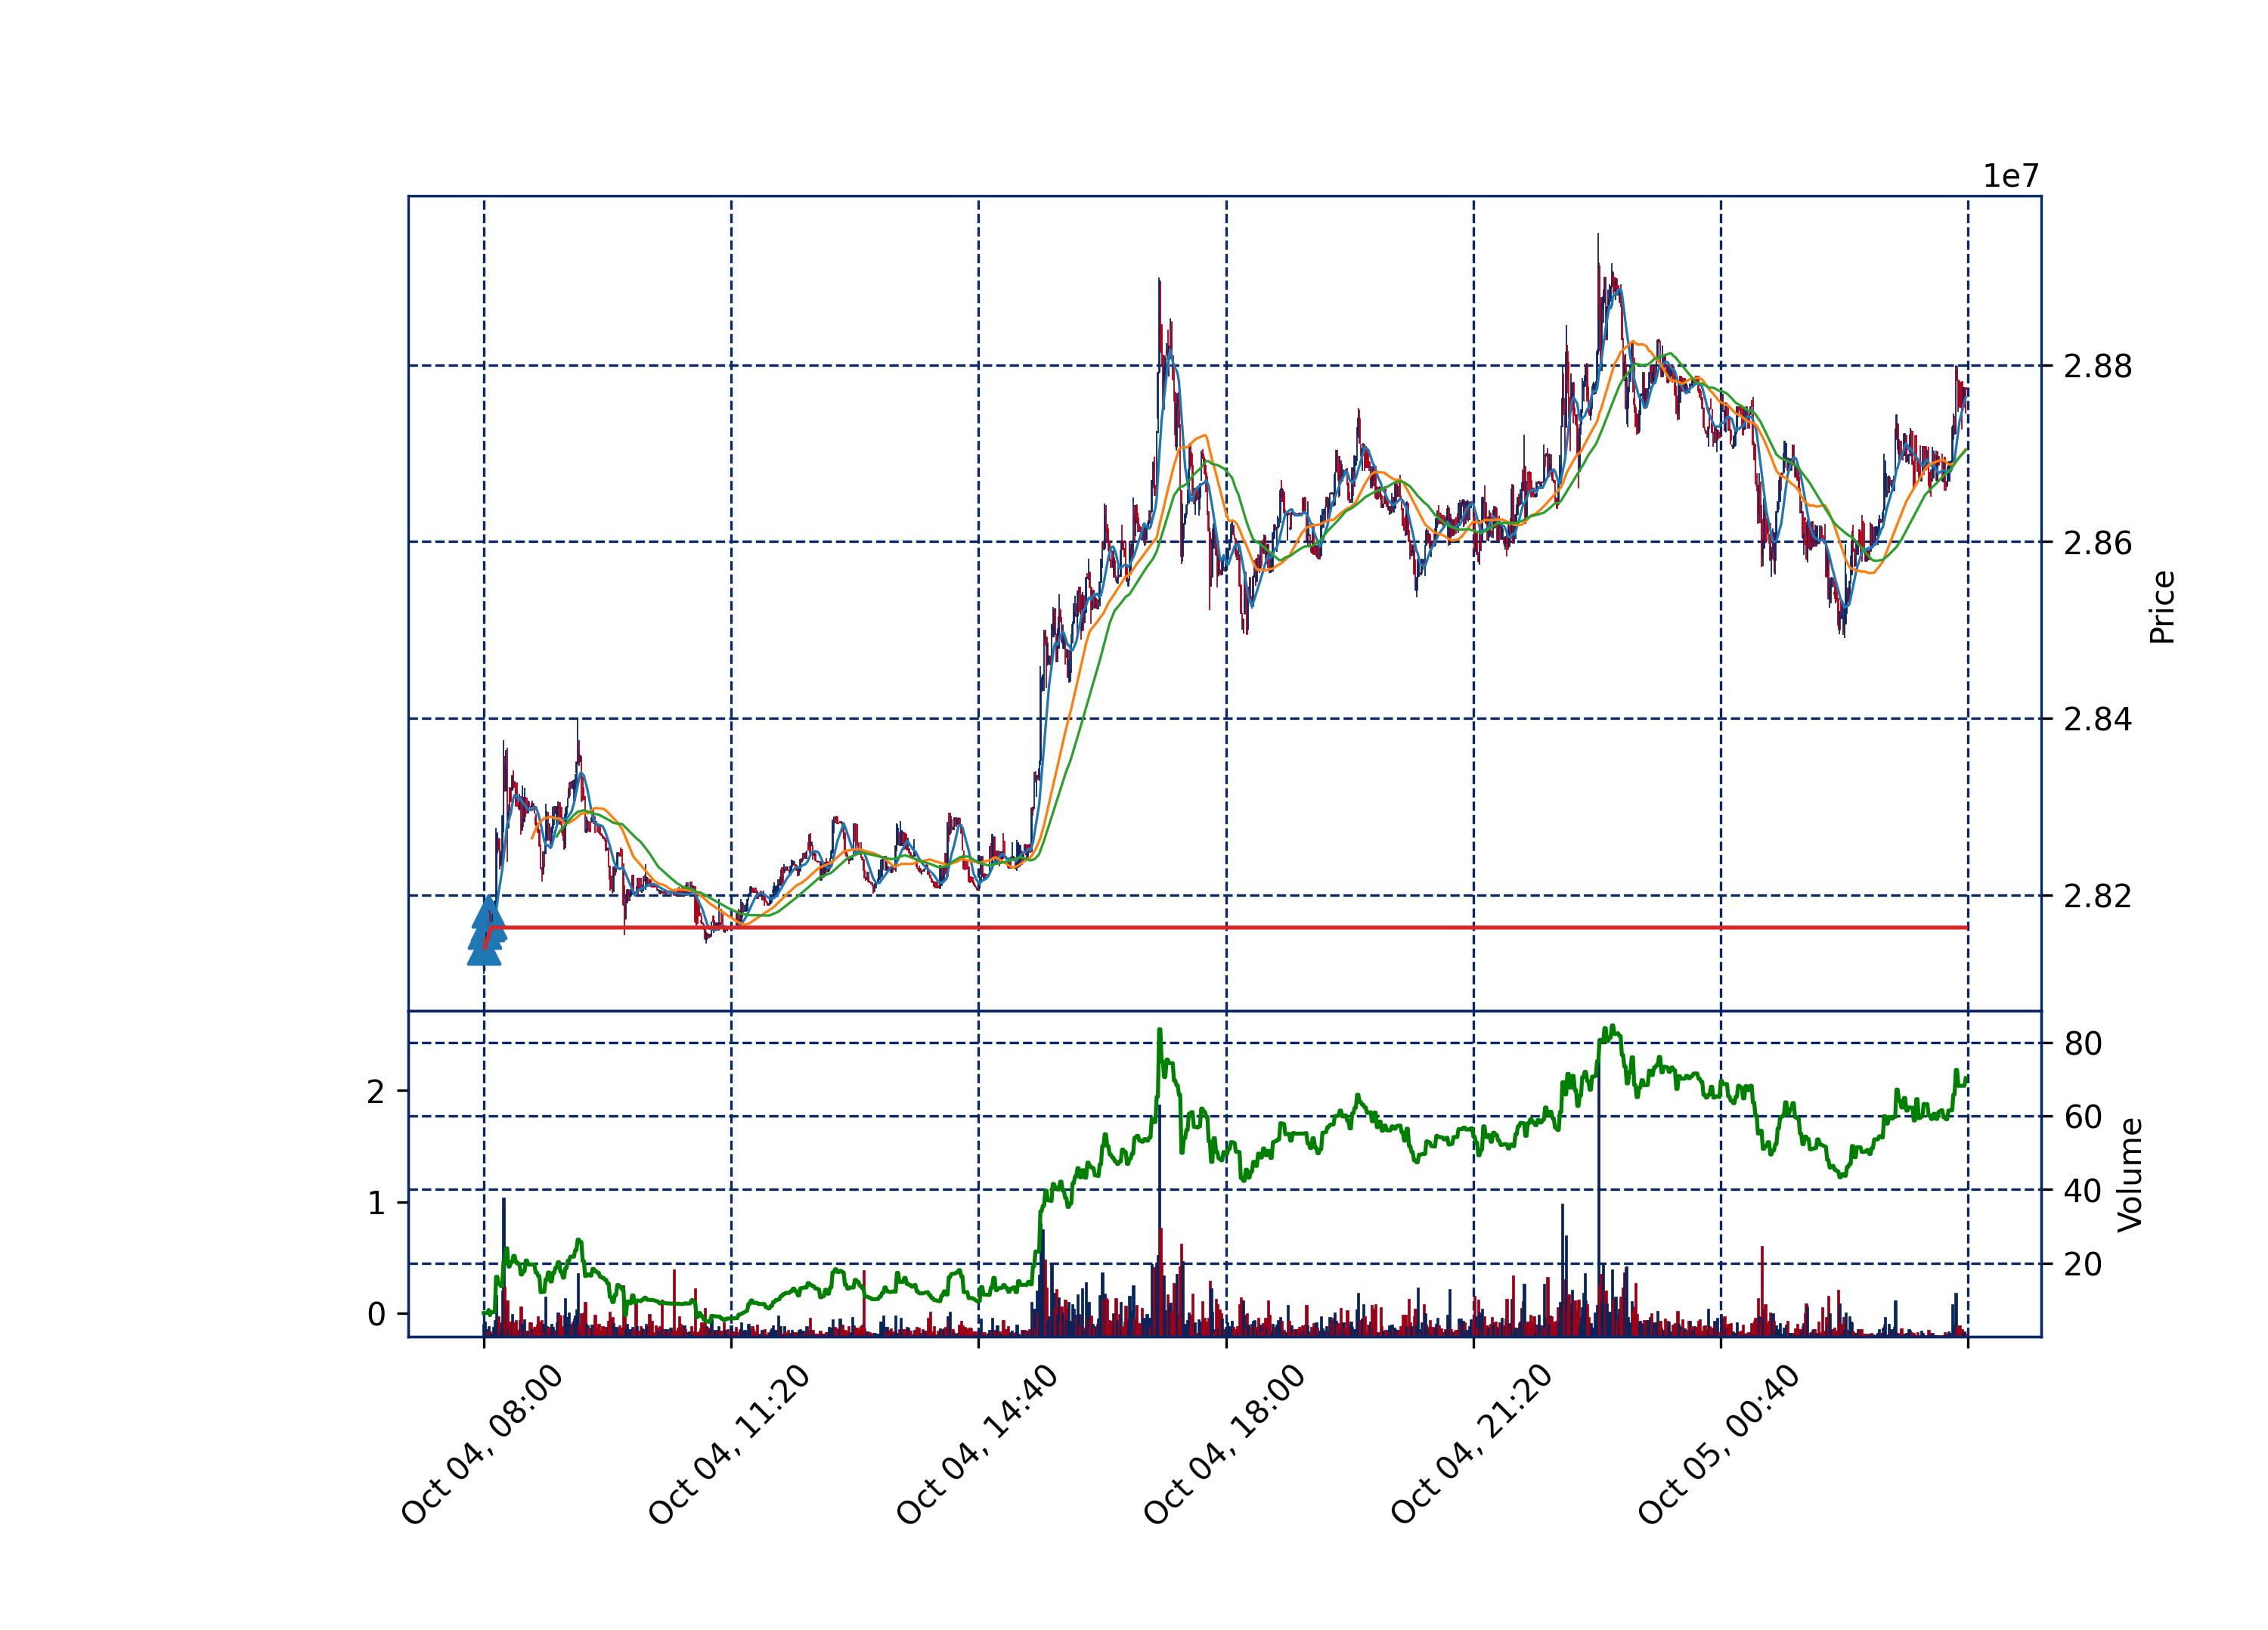 1e7
2.88
2.86
2.84
2.82
Price
2
1
0
80
60
40
20
Volume
Oct 04, 08:00
Oct 04, 11:20
Oct 04, 14:40
Oct 04, 18:00
Oct 04, 21:20
Oct 05, 00:40